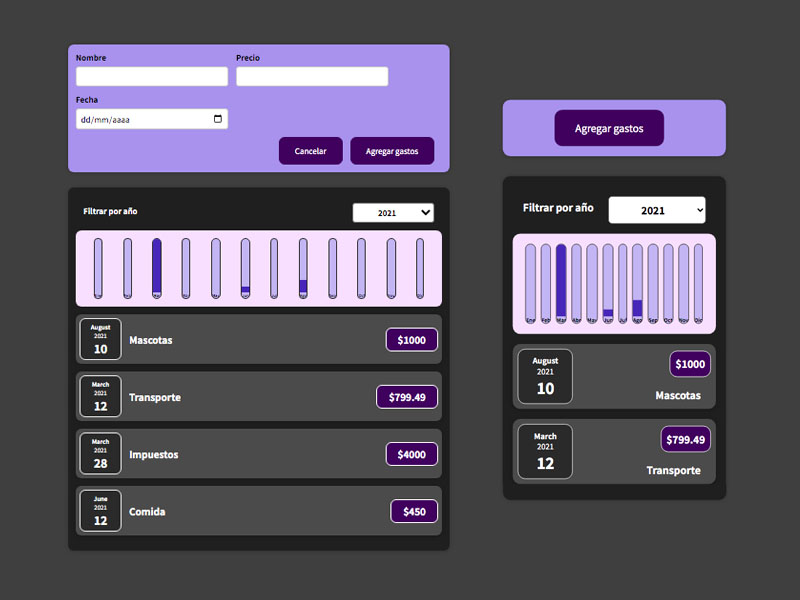 Nombre
Precio
Fecha
dd/mm/aaaa
Cancelar
Agregar gastos
Filtrar por año
2021
August
2021
10
Mascotas
$1000
March
2021
12
Transporte
$799.49
March
2021
28
Impuestos
$4000
June
2021
12
Comida
$450
Agregar gastos
Filtrar por año
2021
Ene Feb Mar Abr May Jun Jul Ago Sep Oct Nov Dic
August
2021
10
$1000
Mascotas
March
2021
12
$799.49
Transporte